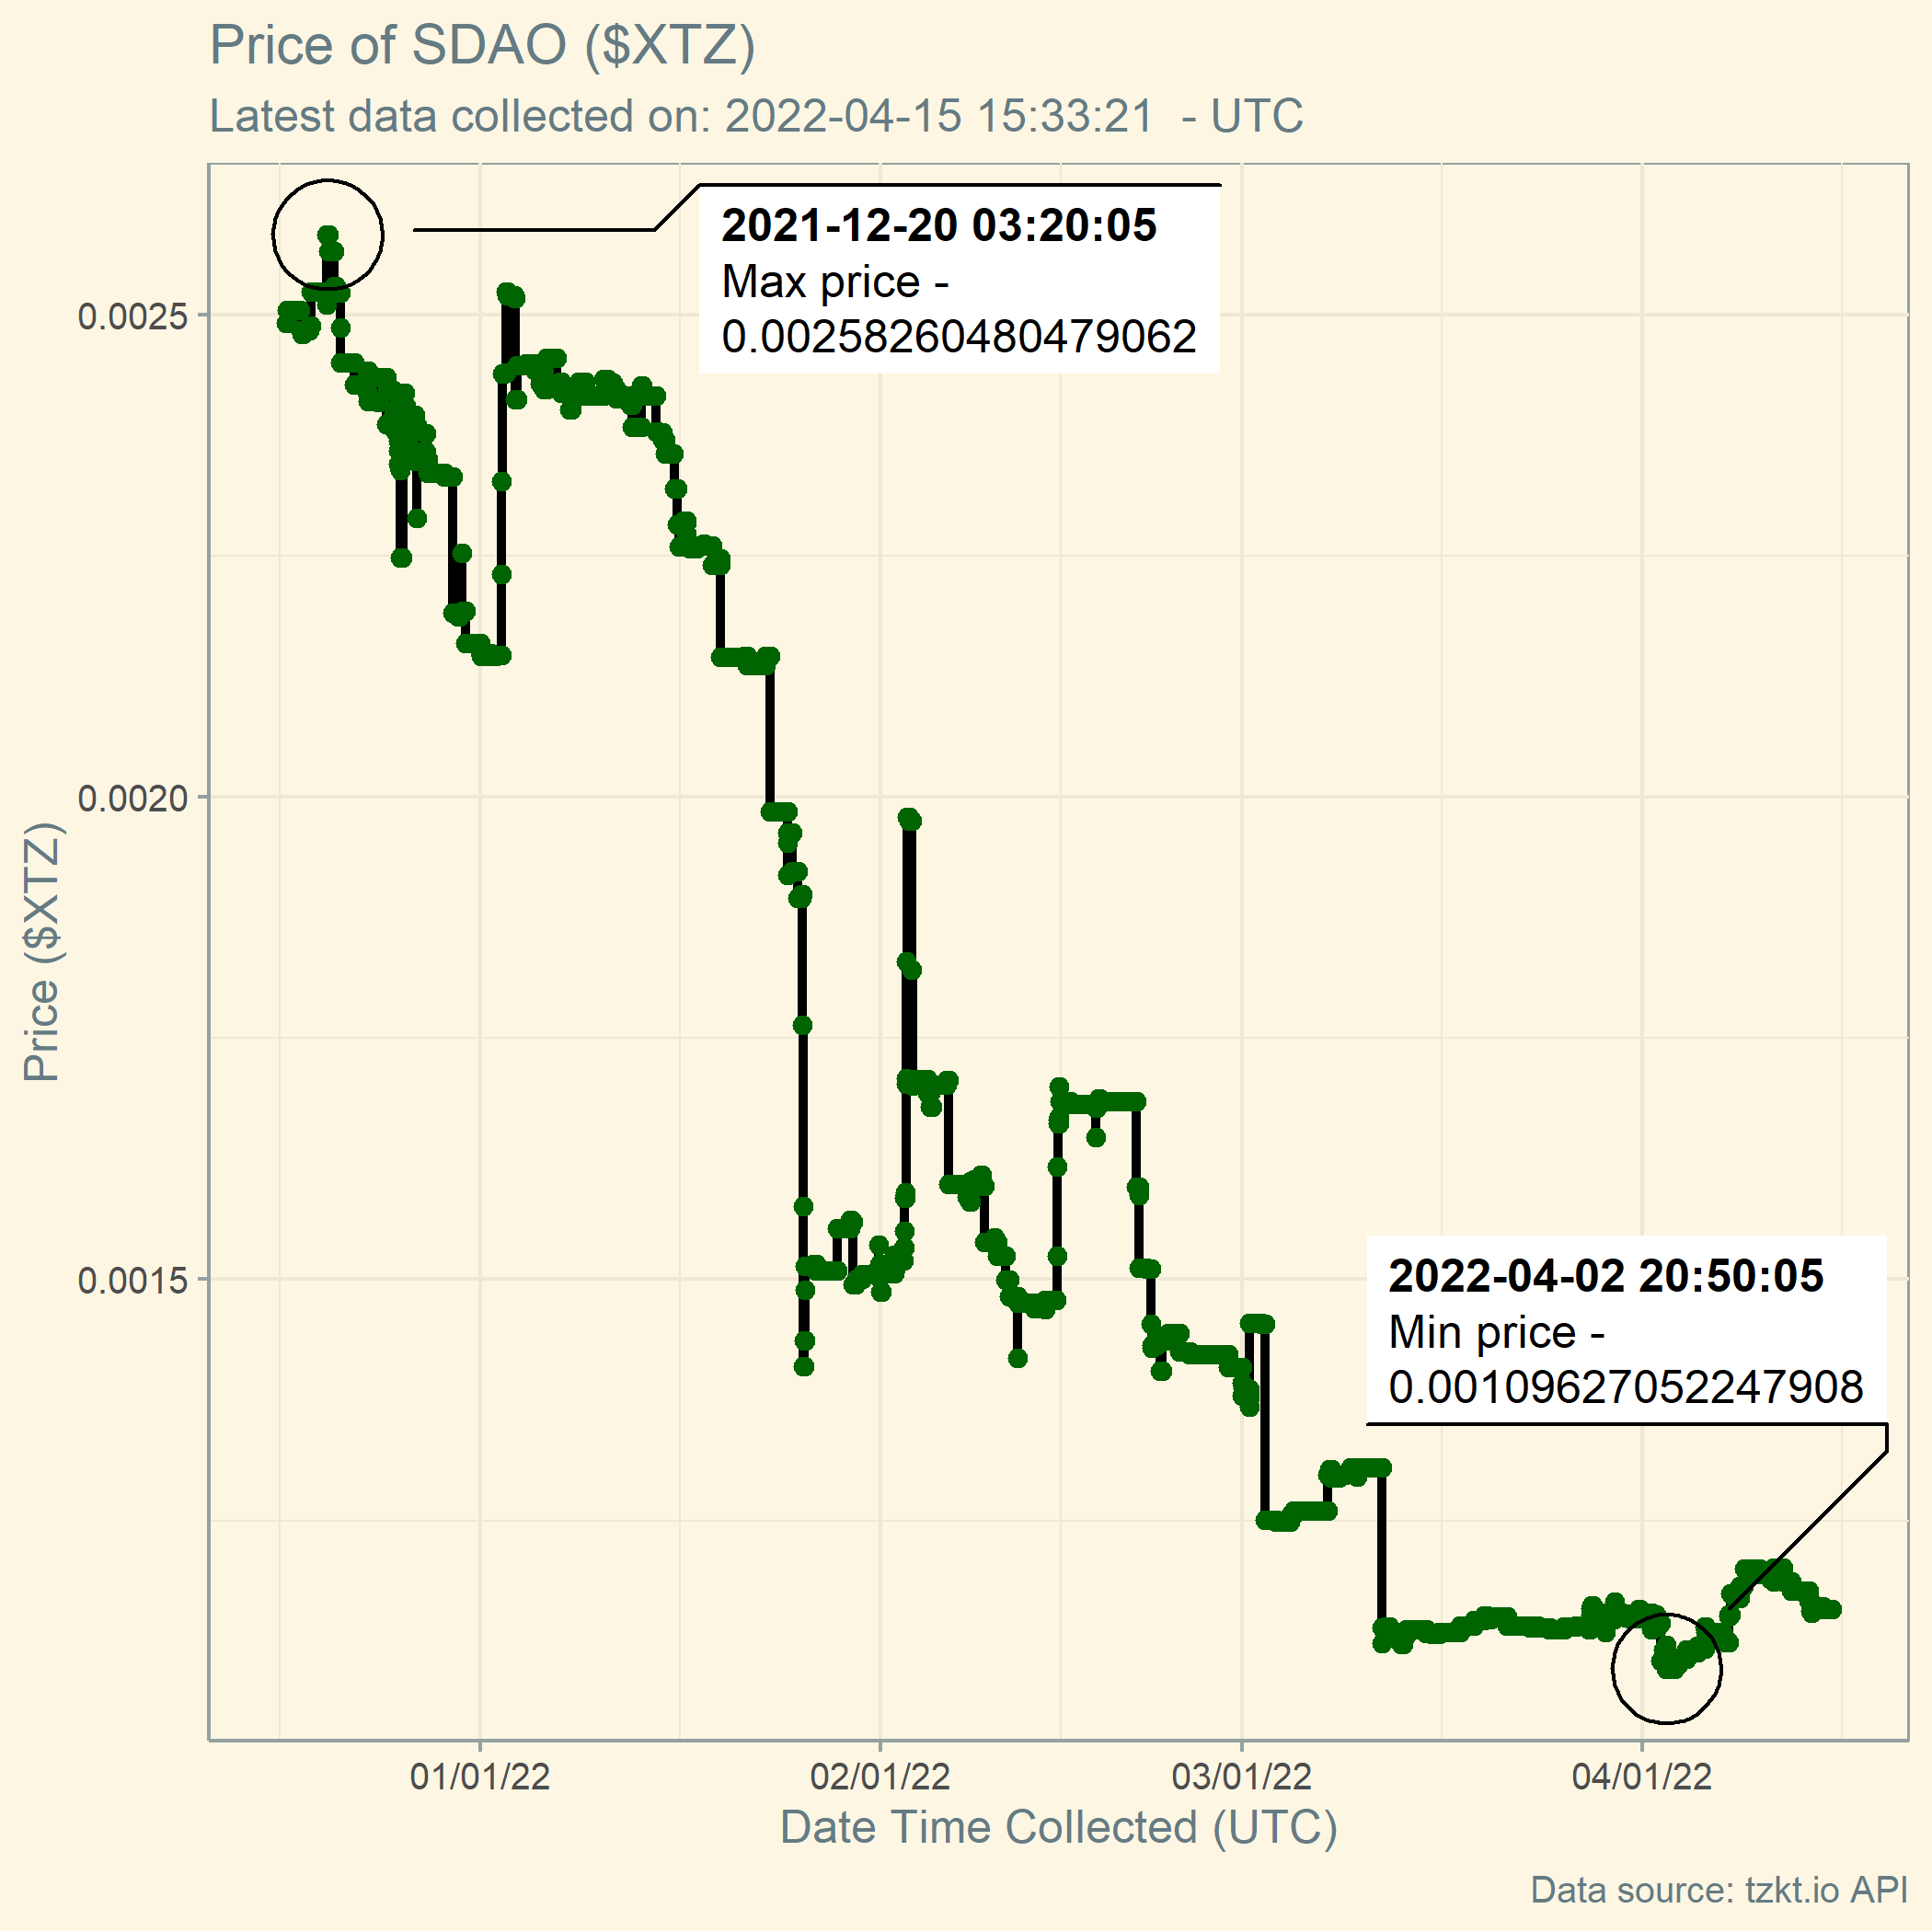 Price of SDAO ($XTZ)
Latest data collected on: 2022-04-15 15:33:21  - UTC
2021-12-20 03:20:05
Max price -
0.00258260480479062
0.0025
0.0020
0.0015
Price ($XTZ)
2022-04-02 20:50:05
Min price -
0.00109627052247908
01/01/22
02/01/22
03/01/22
04/01/22
Date Time Collected (UTC)
Data source: tzkt.io API